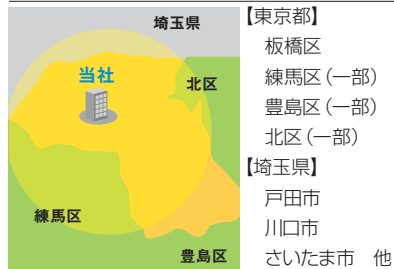 埼玉県
当社
北区
練馬区
豊島区
【東京都】
板橋区
練馬区（一部）
豊島区（一部）
北区（一部）
【埼玉県】
戸田市
川口市
さいたま市　他